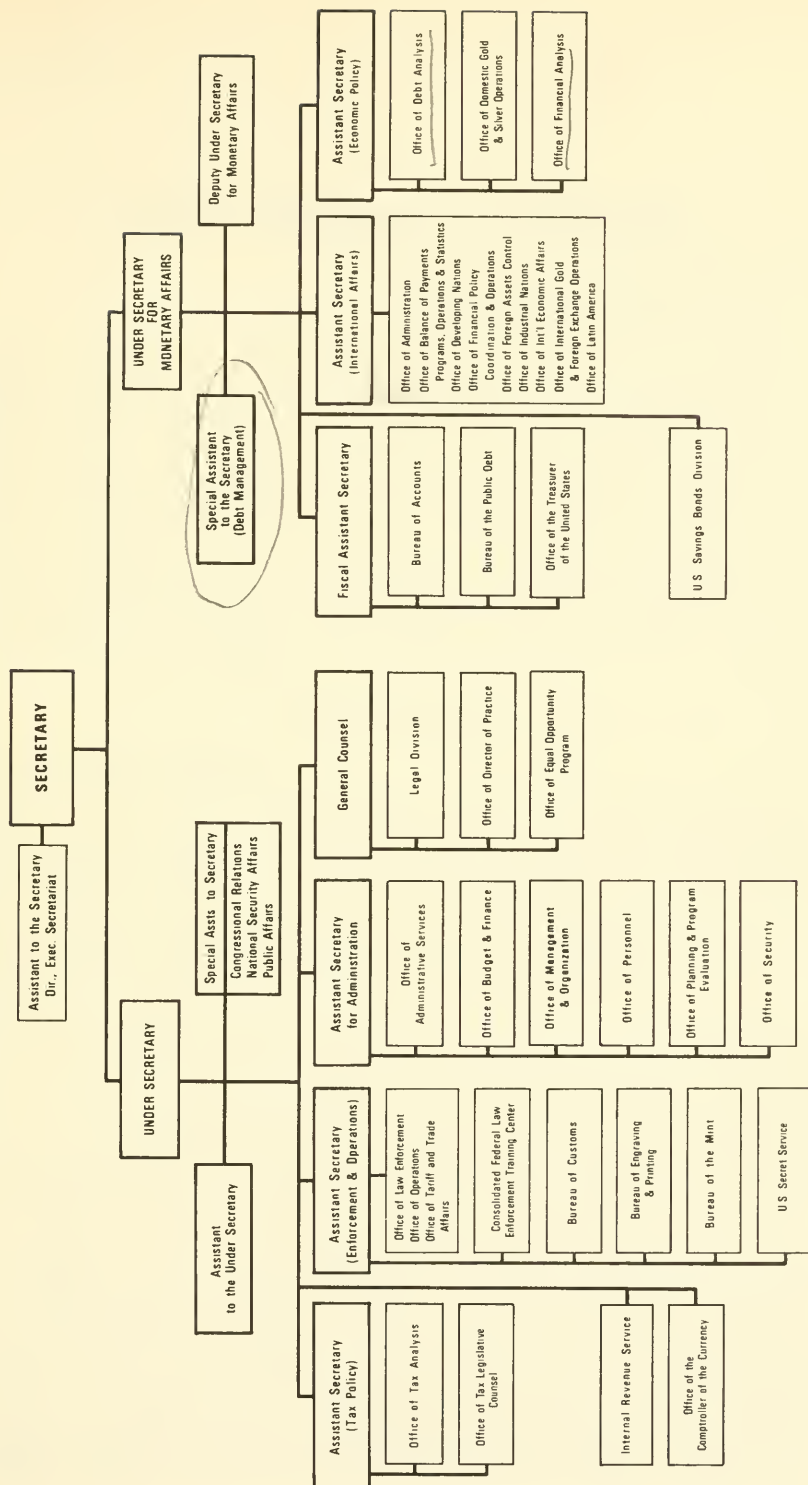 SECRETARY
Assistant to the Secretary
Dir., Exec. Secretariat
UNDER SECRETARY
Assistant
to the Under Secretary
Special Assts to Secretary
Congressional Relations
National Security Affairs
Public Affairs
Assistant Secretary
(Tax Policy)
Office of Tax Analysis
Office of Tax Legislative
Counsel
Internal Revenue Service
Office of the
Comptroller of the Currency
Assistant Secretary
(Enforcement & Operations)
Office of Law Enforcement
Office of Operations
Office of Tariff and Trade
Affairs
Consolidated Federal Law
Enforcement Training Center
Bureau of Customs
Bureau of Engraving
& Printing
Bureau of the Mint
U S Secret Service
Assistant Secretary
for Administration
Office of
Administrative Services
Office of Budget & Finance
Office of Management
& Organization
Office of Personnel
Office of Planning & Program
Evaluation
Office of Security
General Counsel
Legal Division
Office of Director of Practice
Office of Equal Opportunity
Program
UNDER SECRETARY
FOR
MONETARY AFFAIRS
Special Assistent
to the Secretary
(Debt Management)
Deputy Under Secretary
for Monetary Affairs
Fiscal Assistant Secretary
Bureau of Accounts
Bureau of the Public Debt
Office of the Treasurer
of the United States
U S Savings Bonds Division
Assistant Secretary
(International Affairs)
Office of Administration
Office of Balance of Payments
Programs, Operations & Statistics
Office of Developing Nations
Office of Financial Policy
Coordination & Operations
Office of Foreign Assets Control
Office of Industrial Nations
Office of Int'l Economic Affairs
Office of International Gold
& Foreign Exchange Operations
Office of Latin America
Assistant Secretary
(Economic Policy)
Office of Debt Analysis
Office of Domestic Gold
& Silver Operations
Office of Financial Analysis